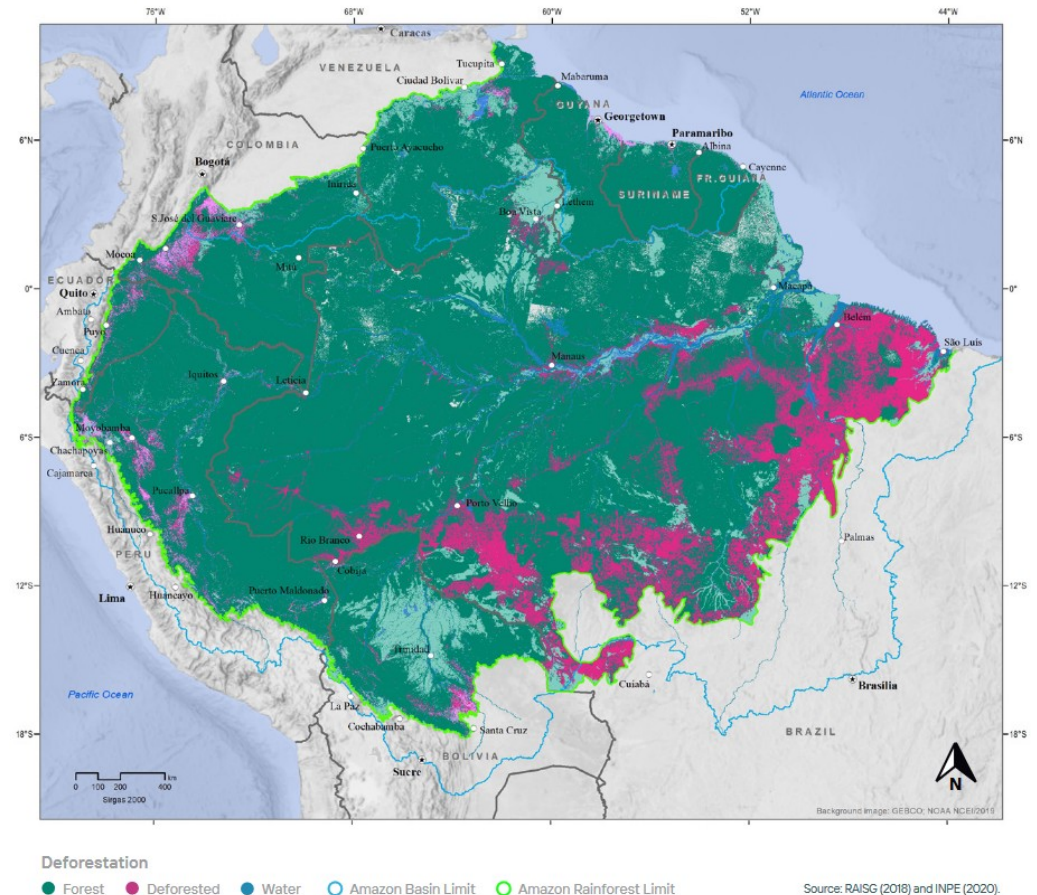 76°W 68°W 60°W 52°W 44°W
Caracas
Tucupita
VENEZUELA
Ciudad Bolívar
Mabaruma
Atlantic Ocean
GUYANA
Georgetown
6°N 6°N
Paramaribo
COLOMBIA
Puerto Ayacucho
Albina
Bogotá
Cayenne
FR.GUIANA
Inírida
SURINAME
Lethem
S.José del Guaviare
Boa Vista
Mocoa
Mitú
ECUADOR
Quito
0° 0°
Macapá
Ambato
Belém
Puyo
São Luís
Cuenca
Manaus
Iquitos
Leticia
Zamora
Moyobamba
6°S 6°S
Chachapoyas
Cajamarca
Pucallpa
Porto Velho
Huanuco
Rio Branco
Palmas
PERU
Cobija
12°S 12°S
Lima
Huancayo
Puerto Maldonado
Trinidad
Cuiabá
Brasilia
Pacific Ocean
La Paz
Cochabamba
Santa Cruz
18°S 18°S
BRAZIL
BOLIVIA
Sucre
0 100 200 400 km
Sirgas 2000
N
Background image: GEBCO; NOAA NCEI/2019
Deforestation
Forest Deforested Water Amazon Basin Limit Amazon Rainforest Limit
Source: RAISG (2018) and INPE (2020).